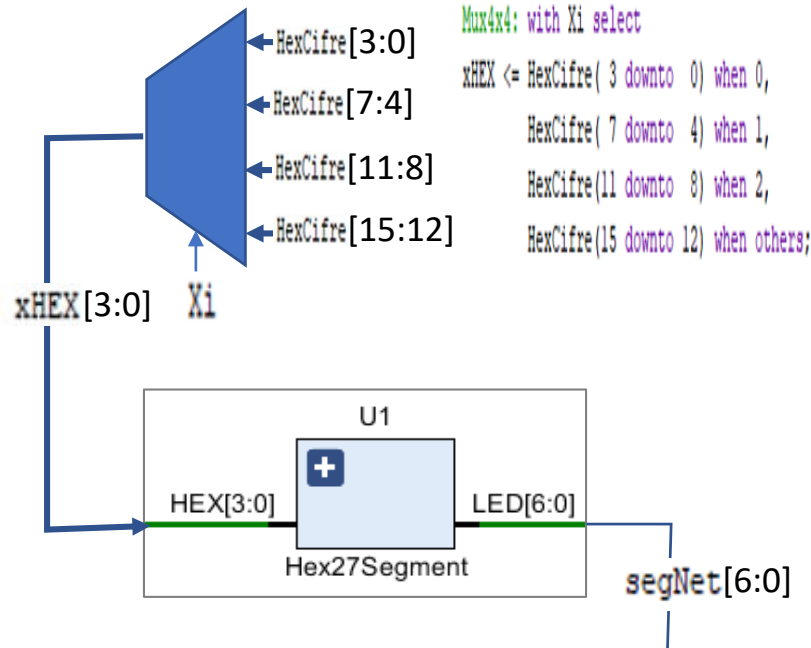 HexCifre[3:0]
HexCifre[7:4]
HexCifre[11:8]
HexCifre[15:12]
Xi
xHEX[3:0]
Mux4x4: with Xi select
xHEX <= HexCifre( 3 downto 0) when 0,
HexCifre( 7 downto 4) when 1,
HexCifre(11 downto 8) when 2,
HexCifre(15 downto 12) when others;
U1
HEX[3:0]
LED[6:0]
Hex27Segment
segNet[6:0]